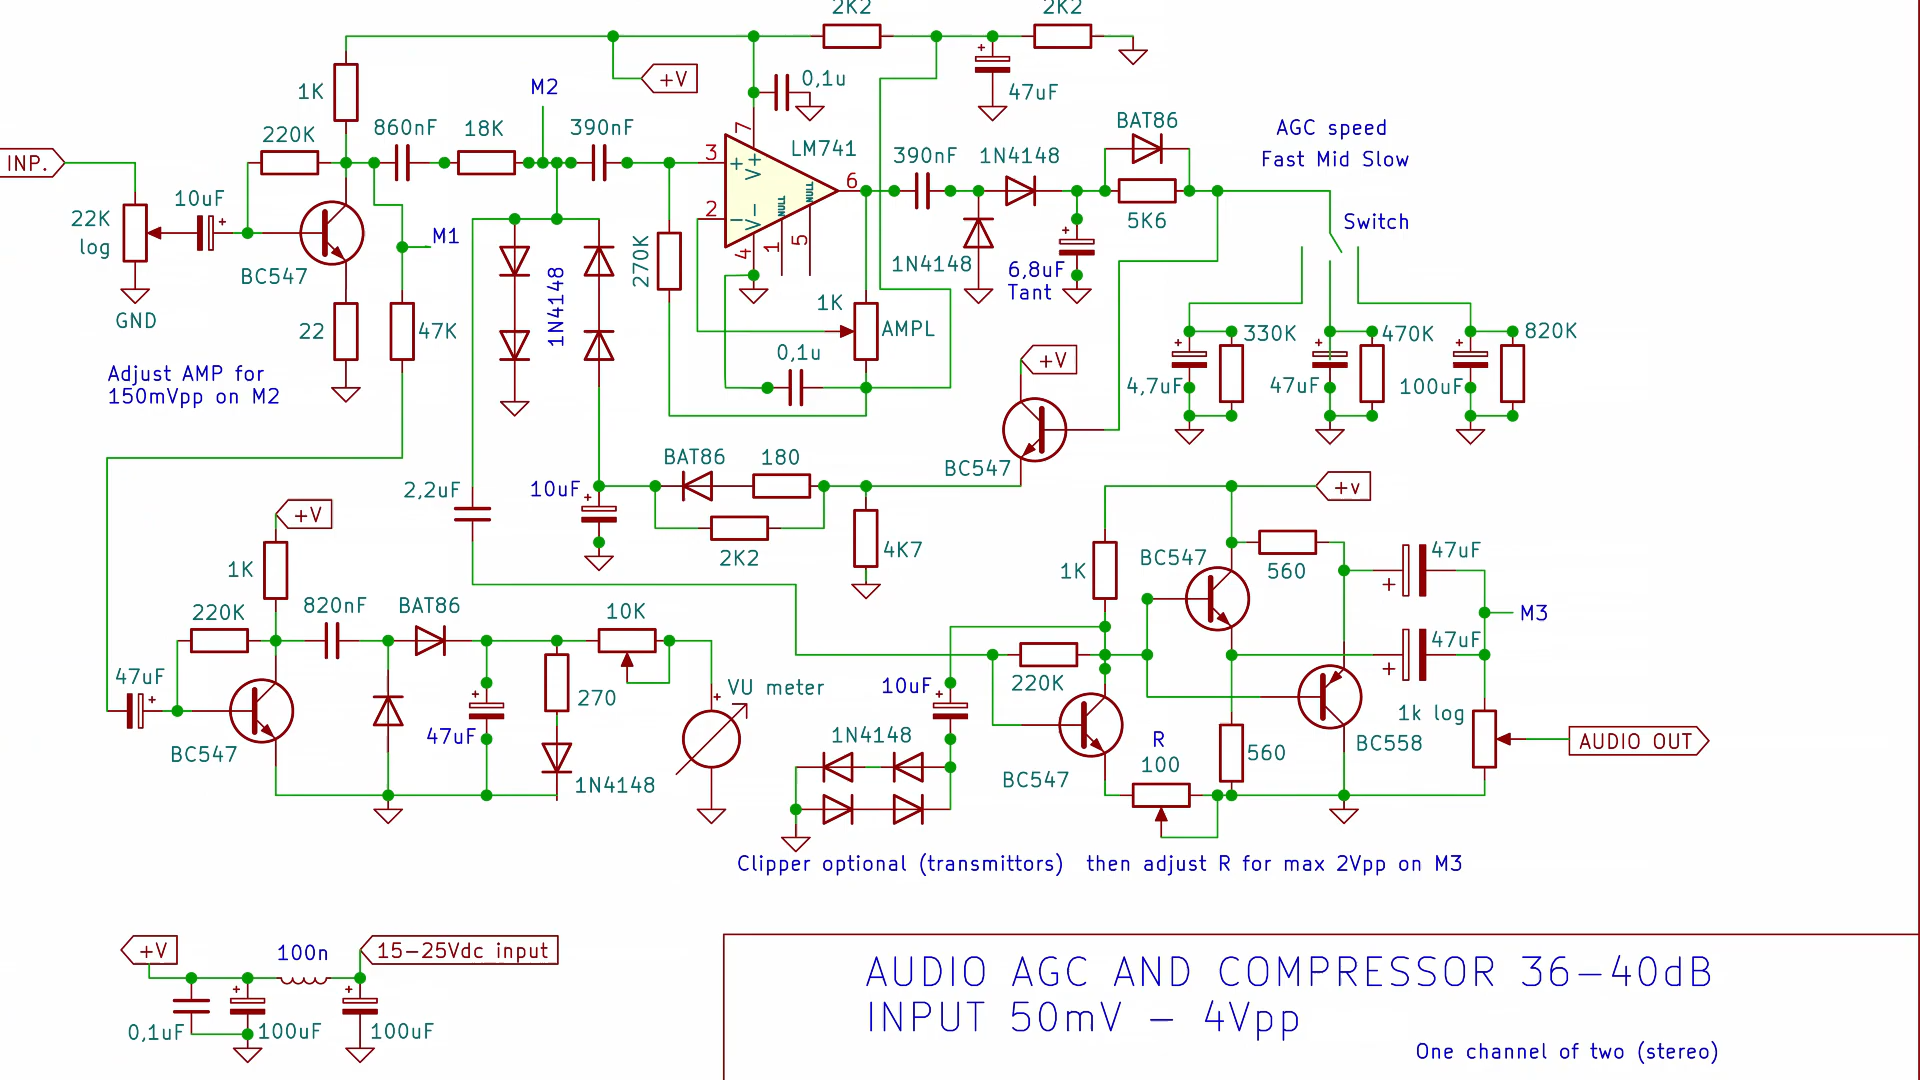 2K2
2K2
1K
+V
0,1u
47uF
M2
220K
860nF
18K
390nF
7
LM741
BAT86
AGC speed
Fast Mid Slow
INP.
3
+
V+
NULL
NULL
6
390nF
1N4148
22K
log
10uF
+
2
V-
4
1
5
5K6
Switch
M1
BC547
270K
1N4148
1N4148
6,8uF
Tant
GND
22
47K
1K
AMPL
330K
470K
820K
0,1u
+V
4,7uF
47uF
100uF
Adjust AMP for
150mVpp on M2
BAT86
180
BC547
2,2uF
10uF
+v
+V
2K2
4K7
BC547
560
47uF
1K
1K
220K
820nF
BAT86
10K
M3
47uF
47uF
270
VU meter
10uF
220K
47uF
1N4148
1k log
BC547
1N4148
BC547
R
100
560
BC558
AUDIO OUT
Clipper optional (transmittors) then adjust R for max 2Vpp on M3
+V
100n
15-25Vdc input
0,1uF
100uF
100uF
AUDIO AGC AND COMPRESSOR 36-40dB
INPUT 50mV - 4Vpp
One channel of two (stereo)